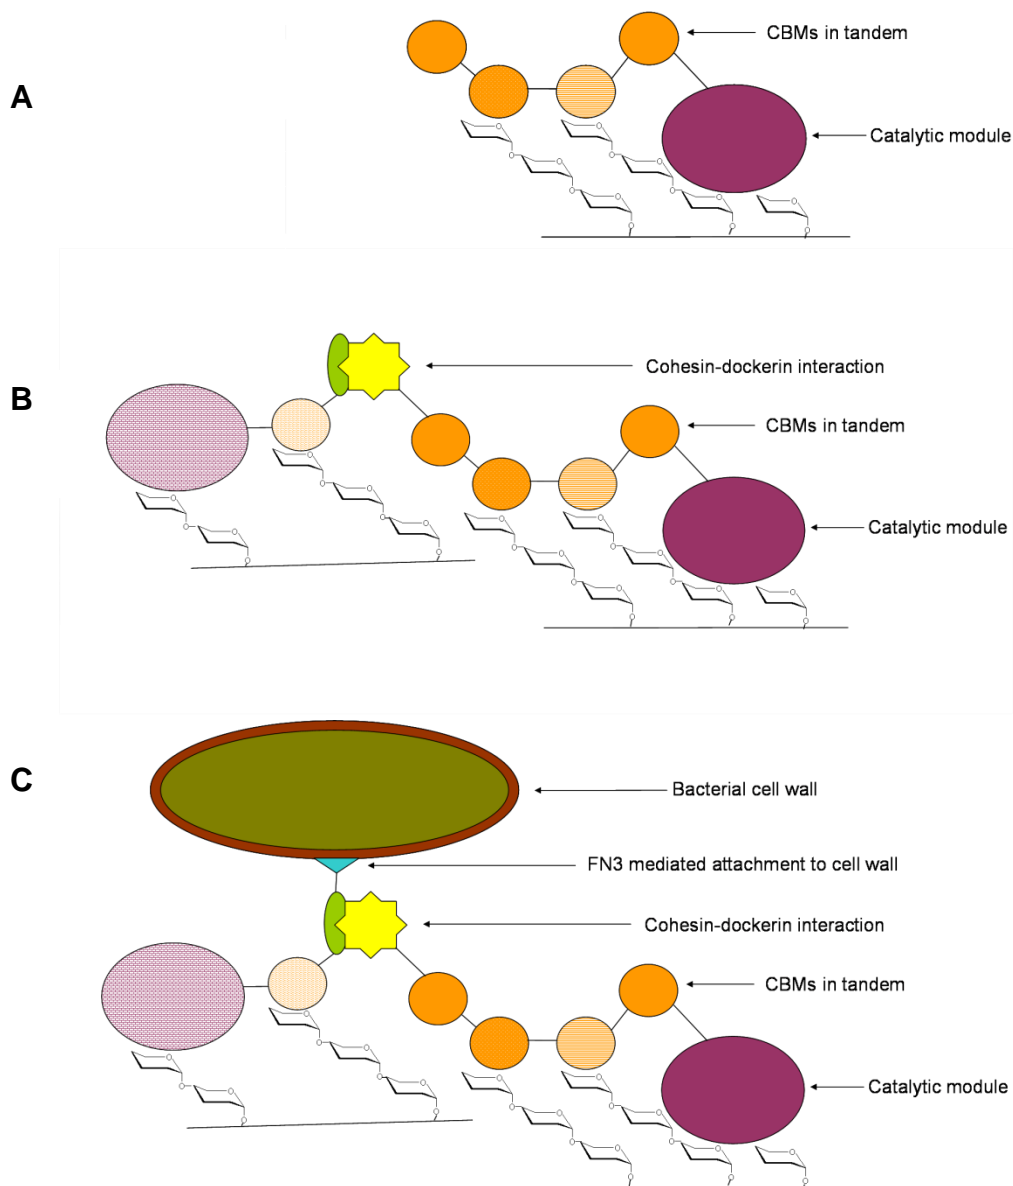 A
CBMs in tandem
Catalytic module
B
Cohesin-dockerin interaction
CBMs in tandem
Catalytic module
C
Bacterial cell wall
FN3 mediated attachment to cell wall
Cohesin-dockerin interaction
CBMs in tandem
Catalytic module